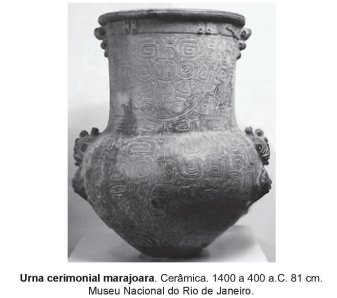 Urna cerimonial marajoara. Cerâmica. 1400 a 400 a.C. 81 cm.
Museu Nacional do Rio de Janeiro.